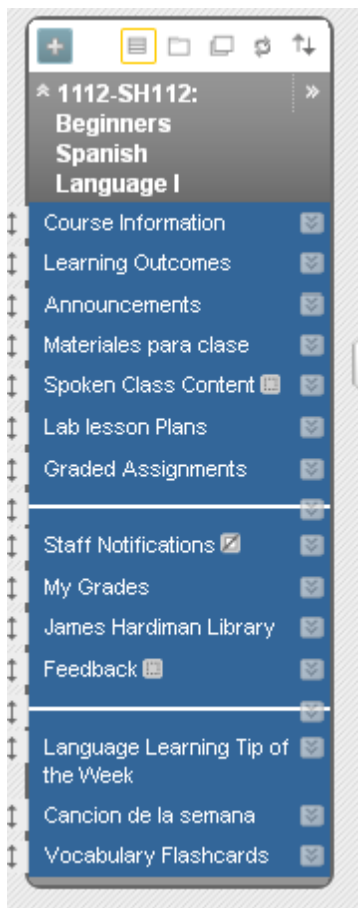 1112-SH112:
Beginners
Spanish
Language I
Course Information
Learning Outcomes
Announcements
Materiales para clase
Spoken Class Content
Lab lesson Plans
Graded Assignments
Staff Notifications
My Grades
James Hardiman Library
Feedback
Language Learning Tip of
the Week
Cancion de la semana
Vocabulary Flashcards